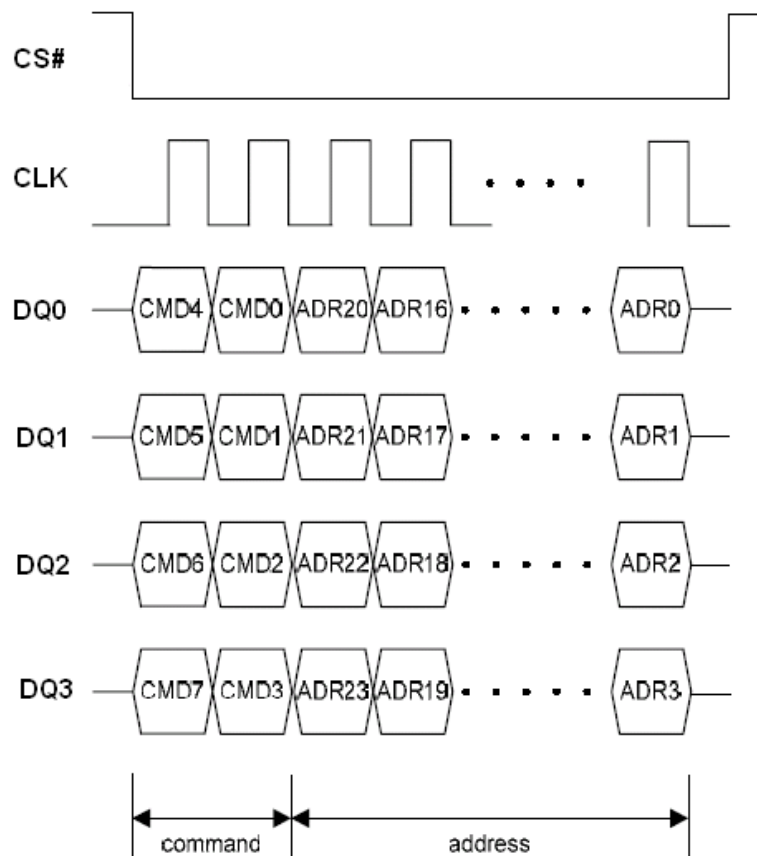 CS#
CLK
DQ0 CMD4 CMD0 ADR20 ADR16 ADR0
DQ1 CMD5 CMD1 ADR21 ADR17 ADR1
DQ2 CMD6 CMD2 ADR22 ADR18 ADR2
DQ3 CMD7 CMD3 ADR23 ADR19 ADR3
command address